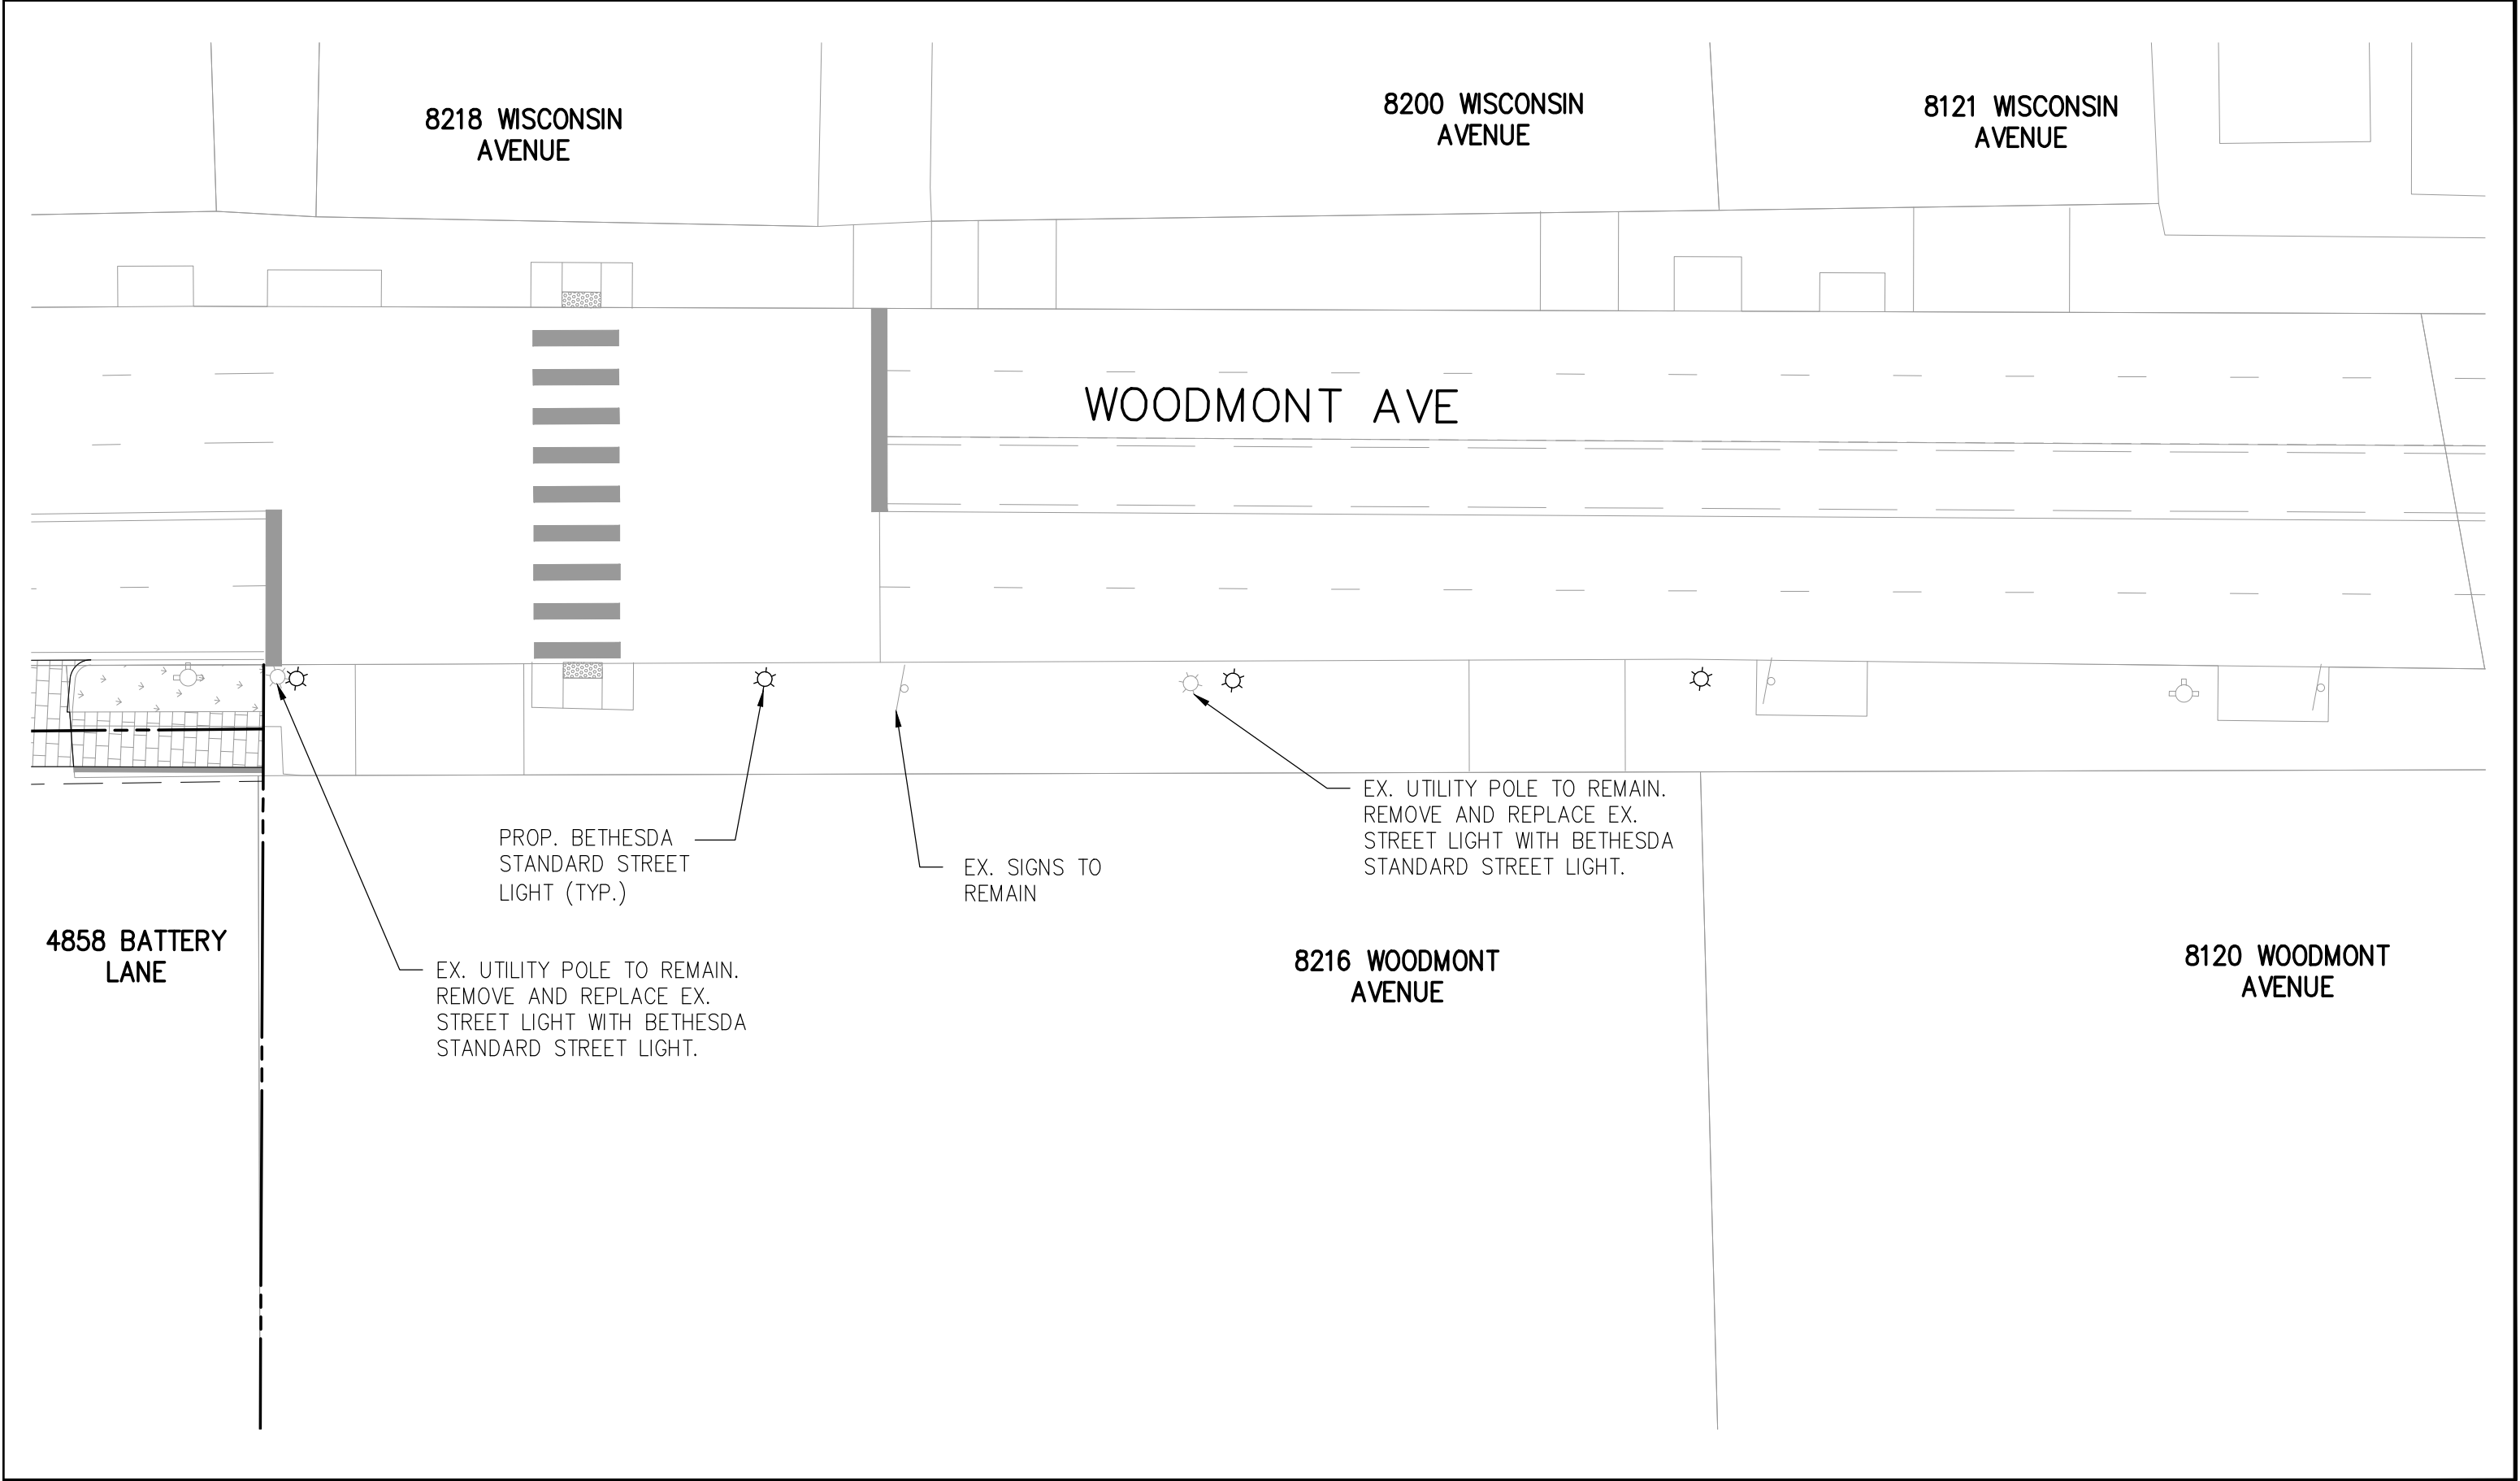 8218 WISCONSIN
AVENUE
8200 WISCONSIN
AVENUE
8121 WISCONSIN
AVENUE
WOODMONT AVE
EX. UTILITY POLE TO REMAIN.
REMOVE AND REPLACE EX.
STREET LIGHT WITH BETHESDA
STANDARD STREET LIGHT.
PROP. BETHESDA
STANDARD STREET
LIGHT (TYP.)
EX. SIGNS TO
REMAIN
4858 BATTERY
LANE
EX. UTILITY POLE TO REMAIN.
REMOVE AND REPLACE EX.
STREET LIGHT WITH BETHESDA
STANDARD STREET LIGHT.
8216 WOODMONT
AVENUE
8120 WOODMONT
AVENUE